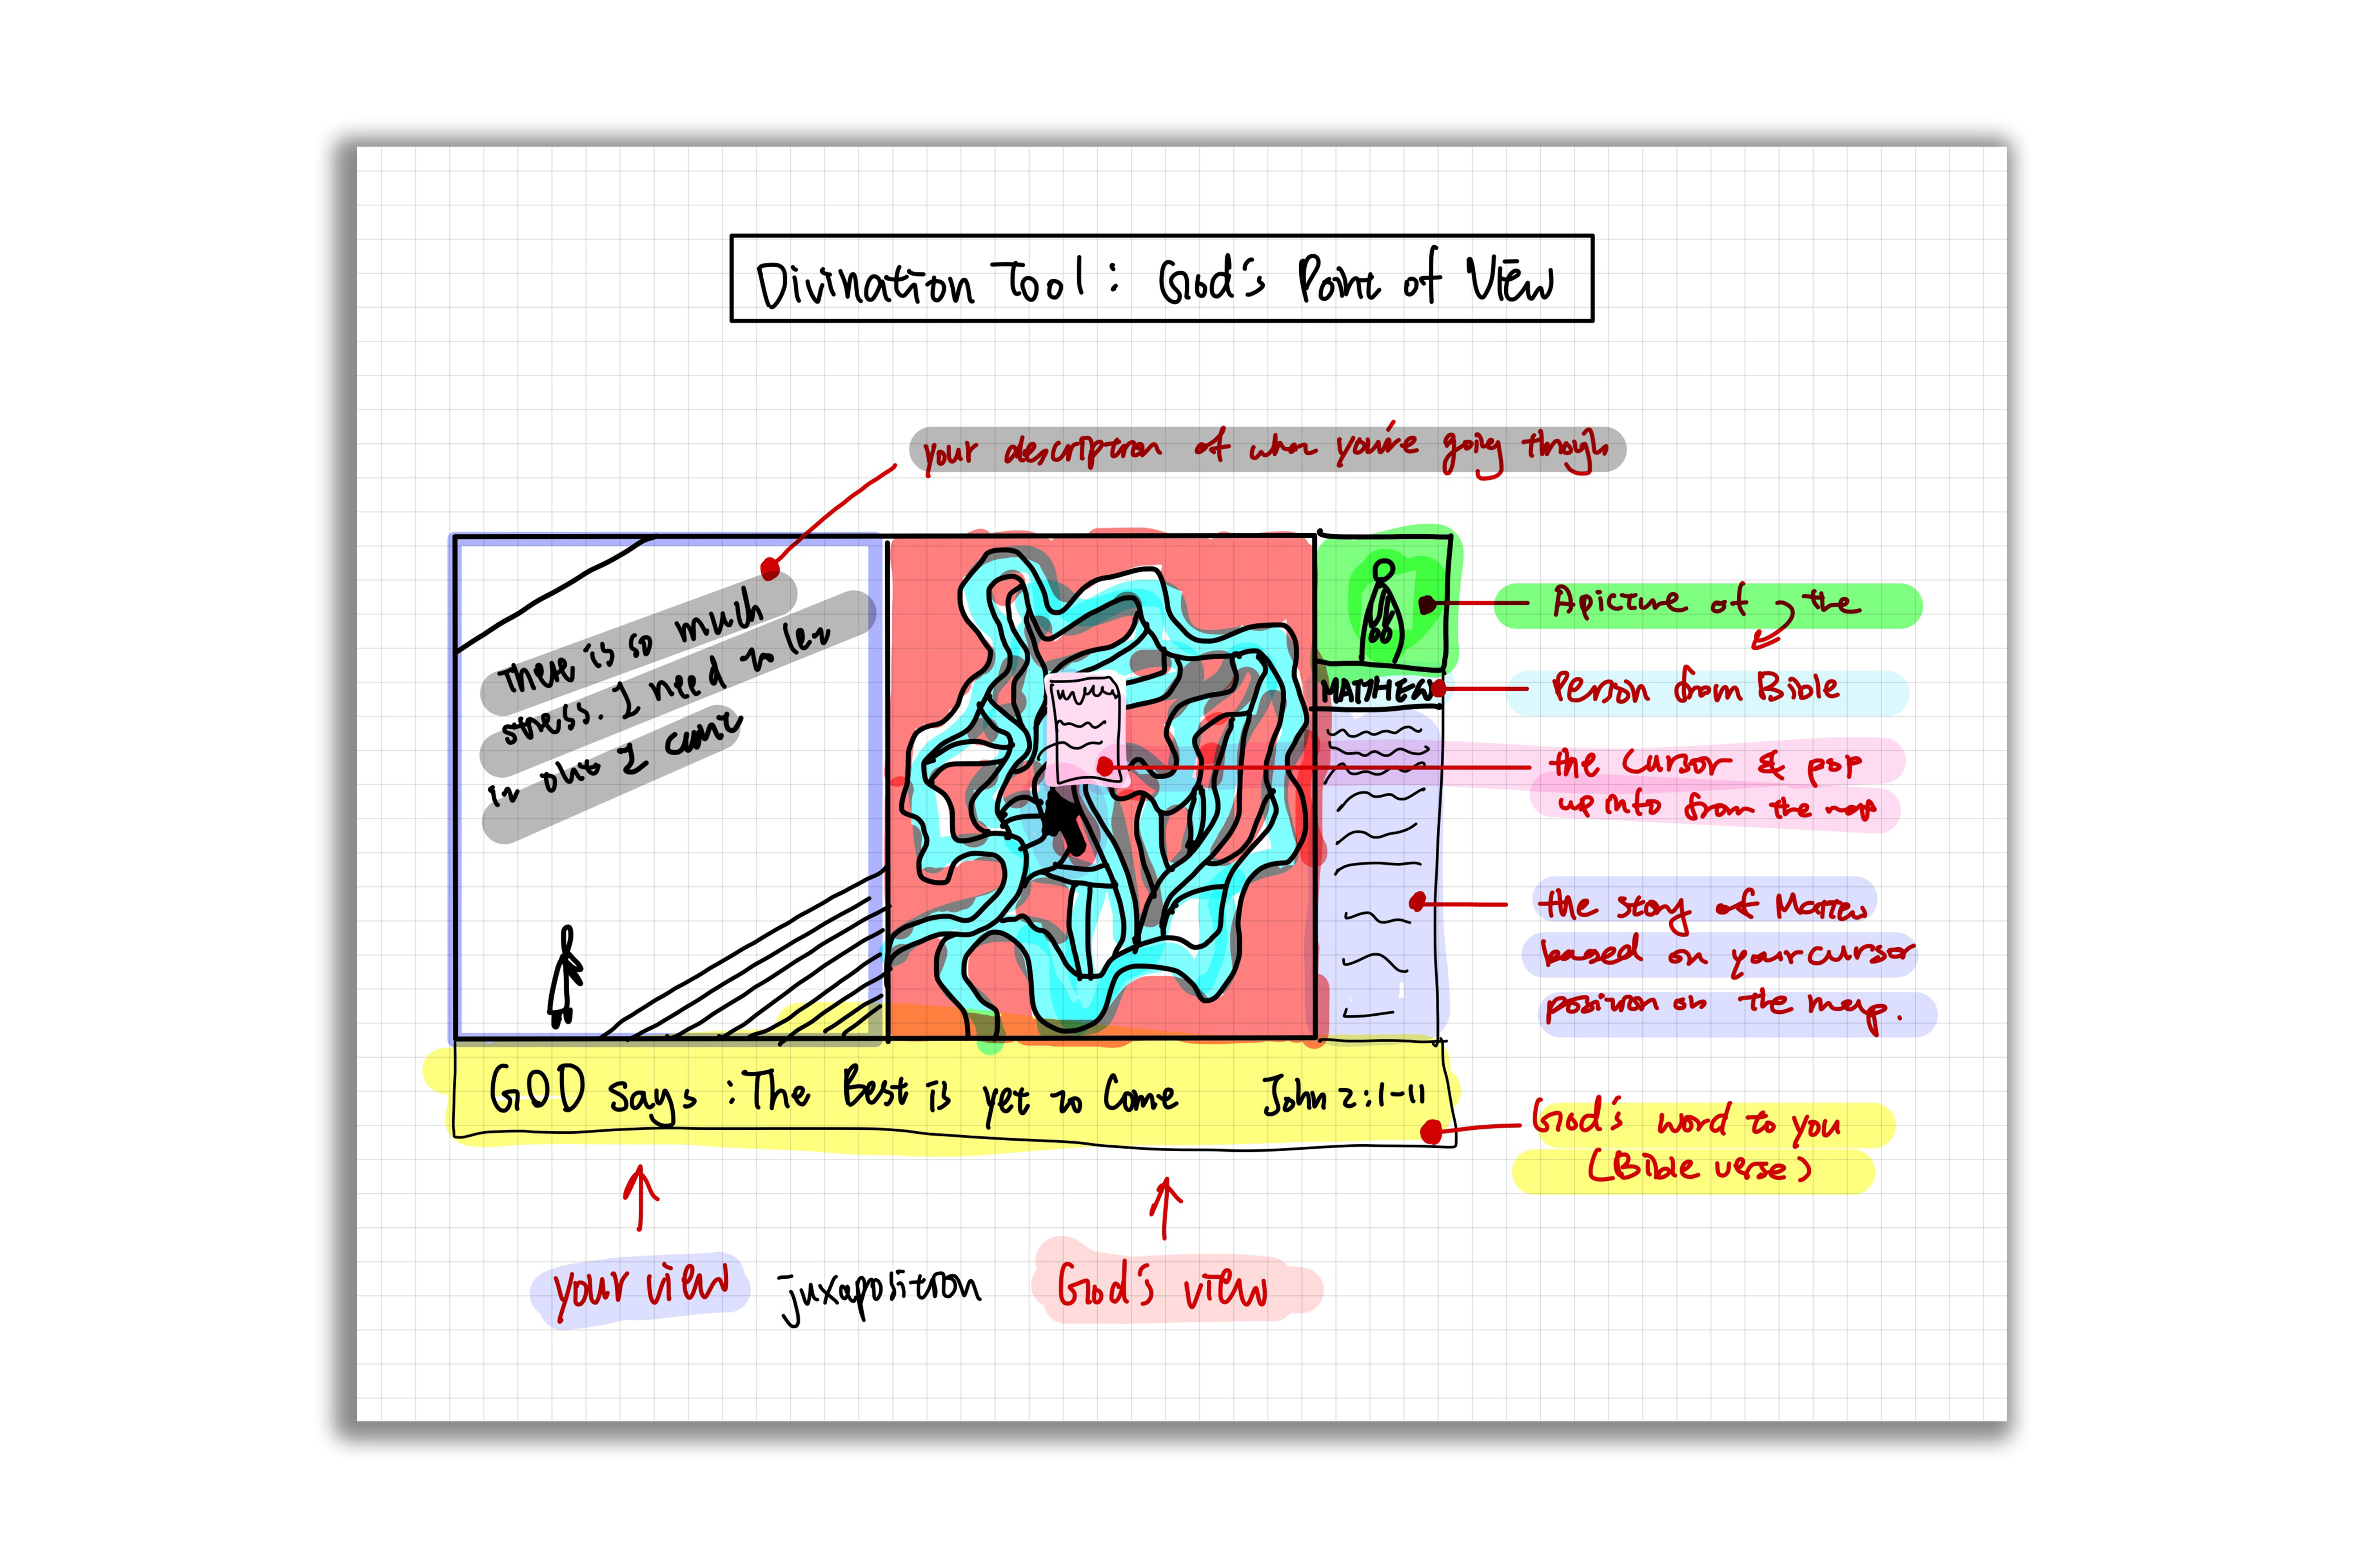 Divination Tool: God's Point of View
your description of what you're going through
There is so much
stress. I need to let
it out I can't
A picture of the
MATTHEW
Person from Bible
the cursor & pop
up info from the map
the story of Matthew
based on your cursor
position on the map.
GOD says: The Best is yet to Come John 2:1-11
God's word to you
(Bible verse)
your view juxaposition God's view